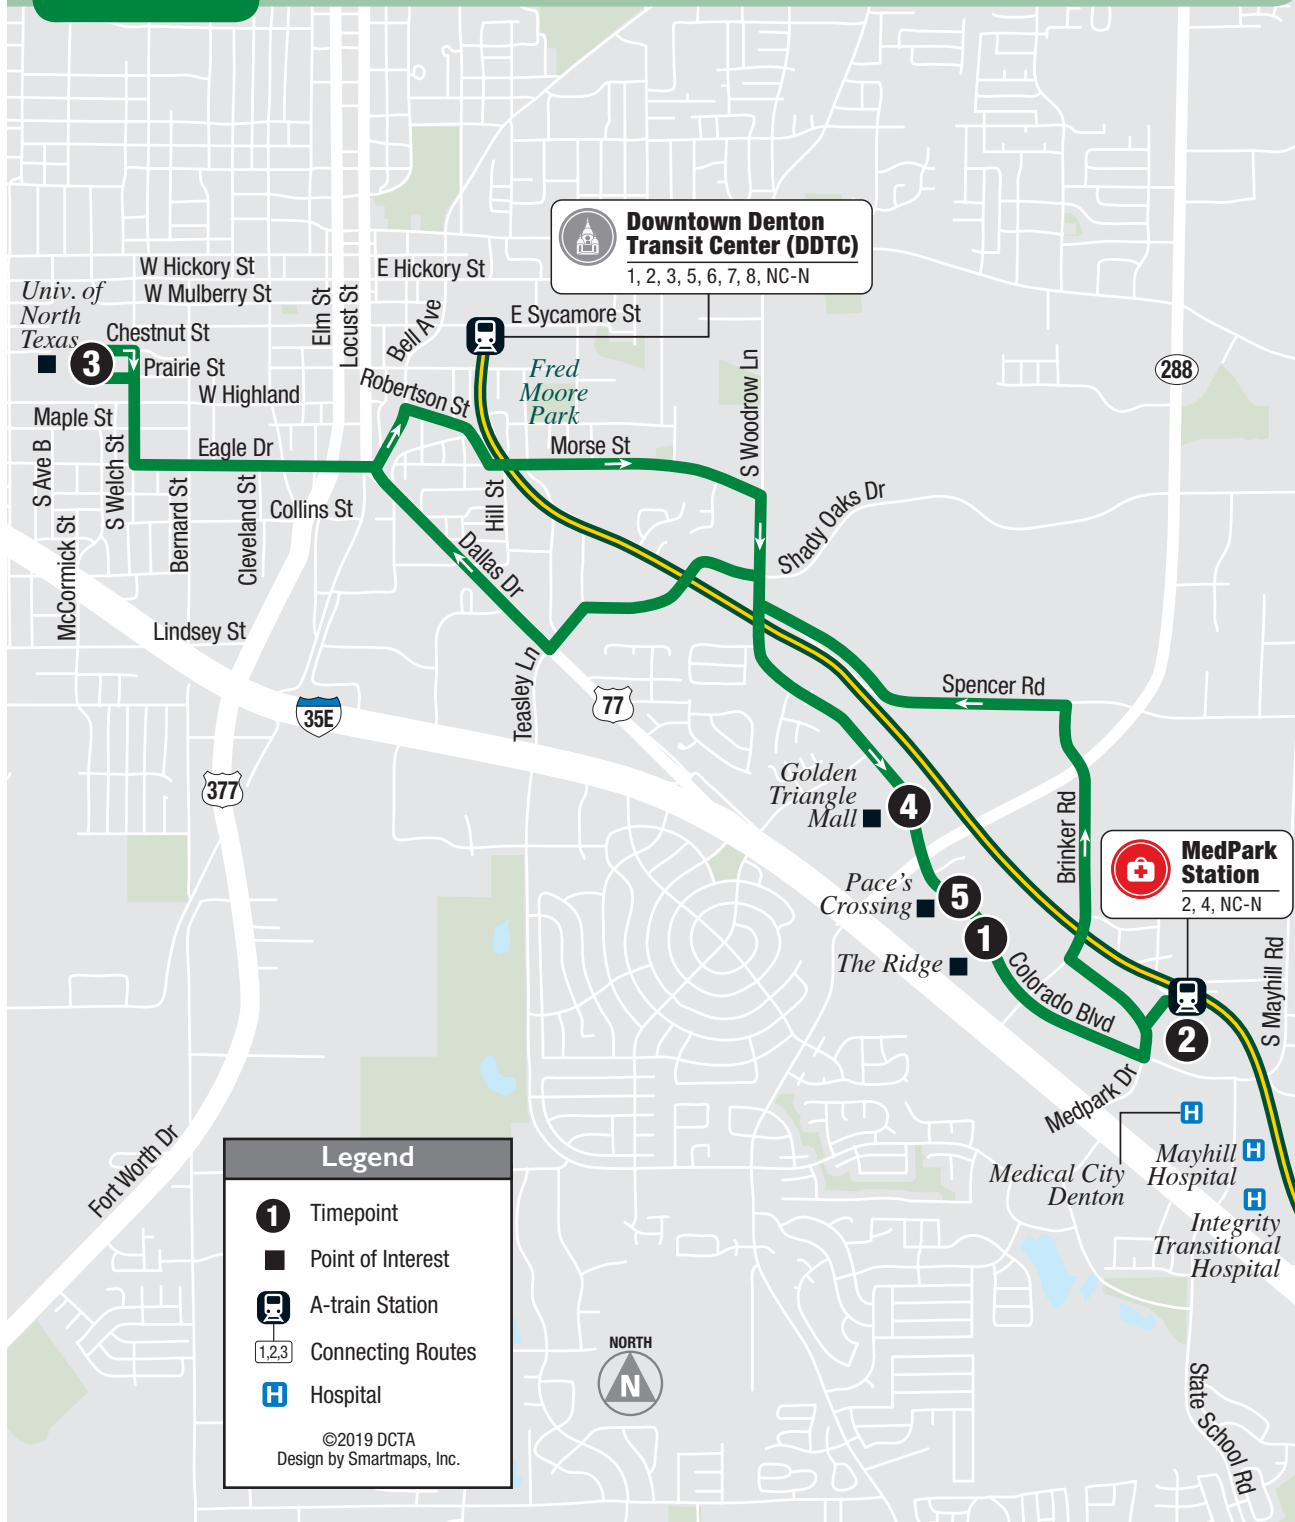 Downtown Denton
Transit Center (DDTC)
1, 2, 3, 5, 6, 7, 8, NC-N
W Hickory St
E Hickory St
W Mulberry St
Univ. of
North
Texas
Elm St
Locust St
Bell Ave
E Sycamore St
Chestnut St
3
Prairie St
W Highland
Robertson St
Fred
Moore
Park
S Woodrow Ln
288
Maple St
Eagle Dr
Morse St
S Ave B
S Welch St
McCormick St
Bernard St
Cleveland St
Collins St
Hill St
Dallas Dr
Shady Oaks Dr
Lindsey St
Teasley Ln
77
35E
377
Spencer Rd
Golden
Triangle
Mall
4
Brinker Rd
MedPark
Station
2, 4, NC-N
Pace's
Crossing
5
1
The Ridge
Colorado Blvd
S Mayhill Rd
2
Medpark Dr
H
Medical City
Denton
Mayhill
Hospital
H
H
Integrity
Transitional
Hospital
Fort Worth Dr
Legend
1
Timepoint
Point of Interest
A-train Station
1,2,3
Connecting Routes
H
Hospital
©2019 DCTA
Design by Smartmaps, Inc.
NORTH
N
State School Rd